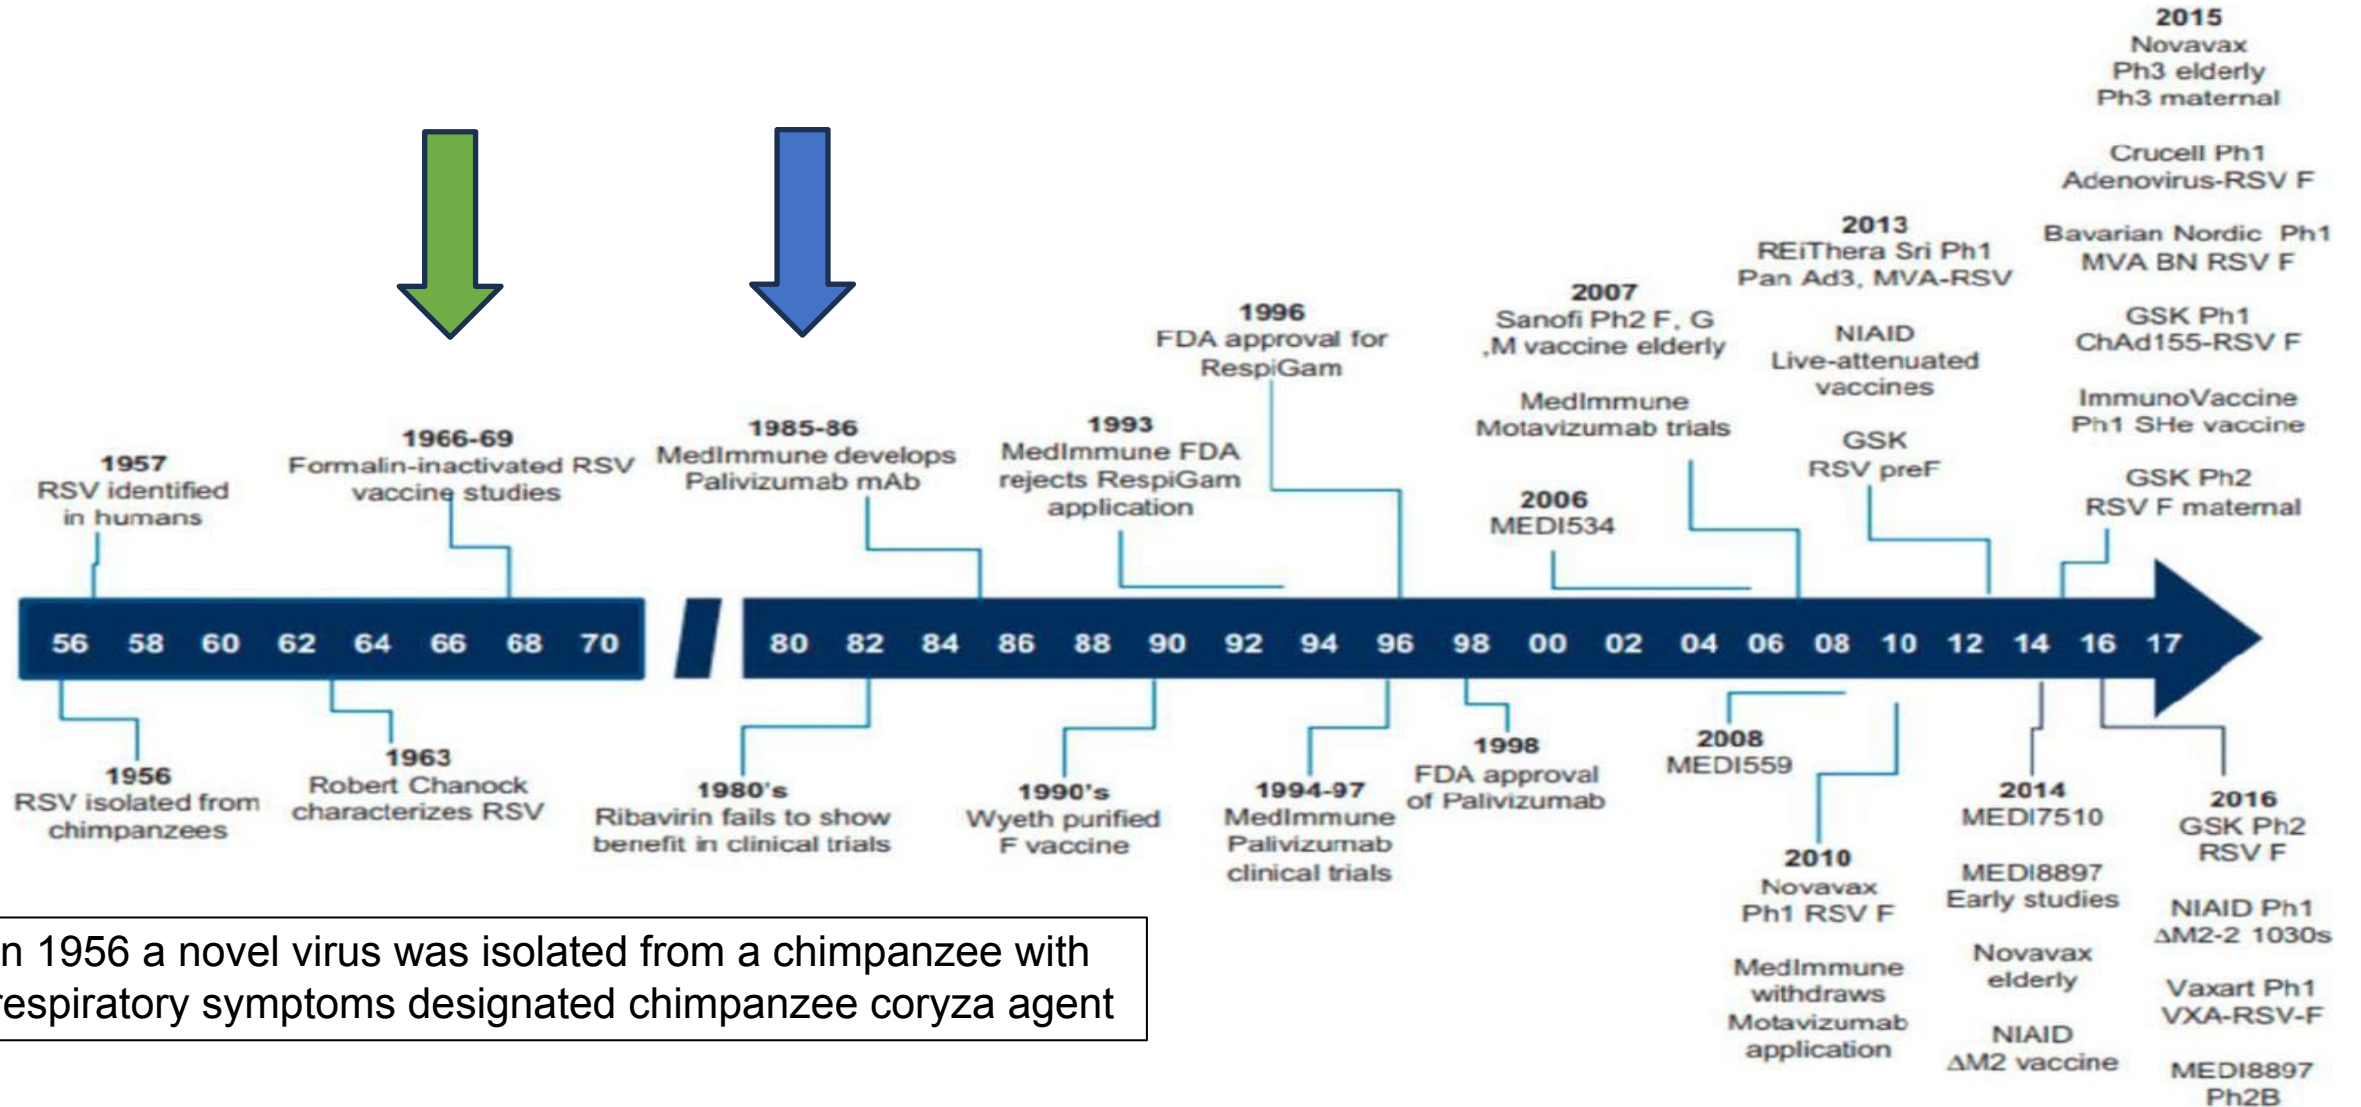 1957
RSV identified
in humans
1966-69
Formalin-inactivated RSV
vaccine studies
1985-86
MedImmune develops
Palivizumab mAb
1993
MedImmune FDA
rejects RespiGam
application
1996
FDA approval for
RespiGam
2006
MEDI534
2007
Sanofi Ph2 F, G
,M vaccine elderly
MedImmune
Motavizumab trials
2013
REiThera Sri Ph1
Pan Ad3, MVA-RSV
NIAID
Live-attenuated
vaccines
GSK
RSV preF
2015
Novavax
Ph3 elderly
Ph3 maternal
Crucell Ph1
Adenovirus-RSV F
Bavarian Nordic Ph1
MVA BN RSV F
GSK Ph1
ChAd155-RSV F
ImmunoVaccine
Ph1 SHe vaccine
GSK Ph2
RSV F maternal
56 58 60 62 64 66 68 70 80 82 84 86 88 90 92 94 96 98 00 02 04 06 08 10 12 14 16 17
1956
RSV isolated from
chimpanzees
1963
Robert Chanock
characterizes RSV
1980's
Ribavirin fails to show
benefit in clinical trials
1990's
Wyeth purified
F vaccine
1994-97
MedImmune
Palivizumab
clinical trials
1998
FDA approval
of Palivizumab
2008
MEDI559
2010
Novavax
Ph1 RSV F
MedImmune
withdraws
Motavizumab
application
2014
MEDI7510
MEDI8897
Early studies
Novavax
elderly
NIAID
ΔM2 vaccine
2016
GSK Ph2
RSV F
NIAID Ph1
ΔM2-2 1030s
Vaxart Ph1
VXA-RSV-F
MEDI8897
Ph2B
n 1956 a novel virus was isolated from a chimpanzee with
respiratory symptoms designated chimpanzee coryza agent